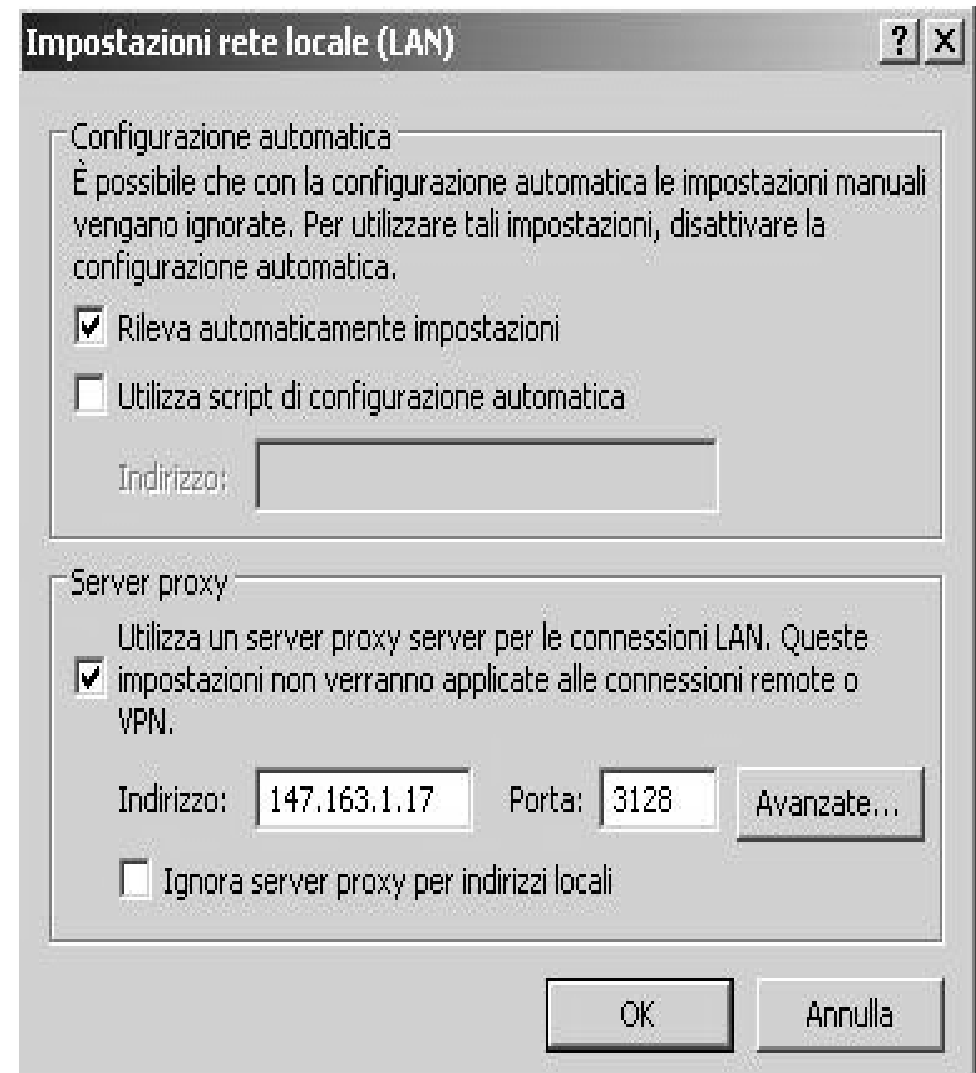 Impostazioni rete locale (LAN)
? X
Configurazione automatica
È possibile che con la configurazione automatica le impostazioni manuali
vengano ignorate. Per utilizzare tali impostazioni, disattivare la
configurazione automatica.
Rileva automaticamente impostazioni
Utilizza script di configurazione automatica
Indirizzo:
Server proxy
Utilizza un server proxy server per le connessioni LAN. Queste
impostazioni non verranno applicate alle connessioni remote o
VPN.
Indirizzo: 147.163.1.17 Porta: 3128 Avanzate...
Ignora server proxy per indirizzi locali
OK Annulla